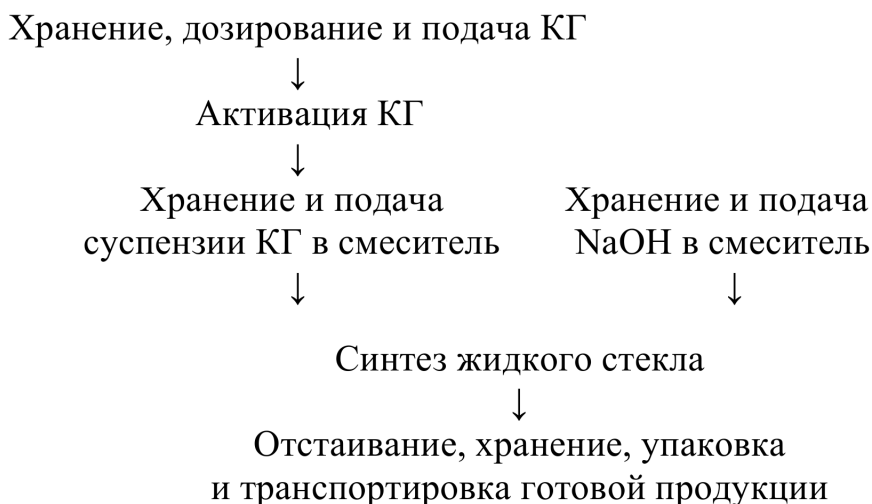 Хранение, дозирование и подача КГ
↓
Активация КГ
↓
Хранение и подача
суспензии КГ в смеситель
↓
Хранение и подача
NaOH в смеситель
↓
Синтез жидкого стекла
↓
Отстаивание, хранение, упаковка
и транспортировка готовой продукции